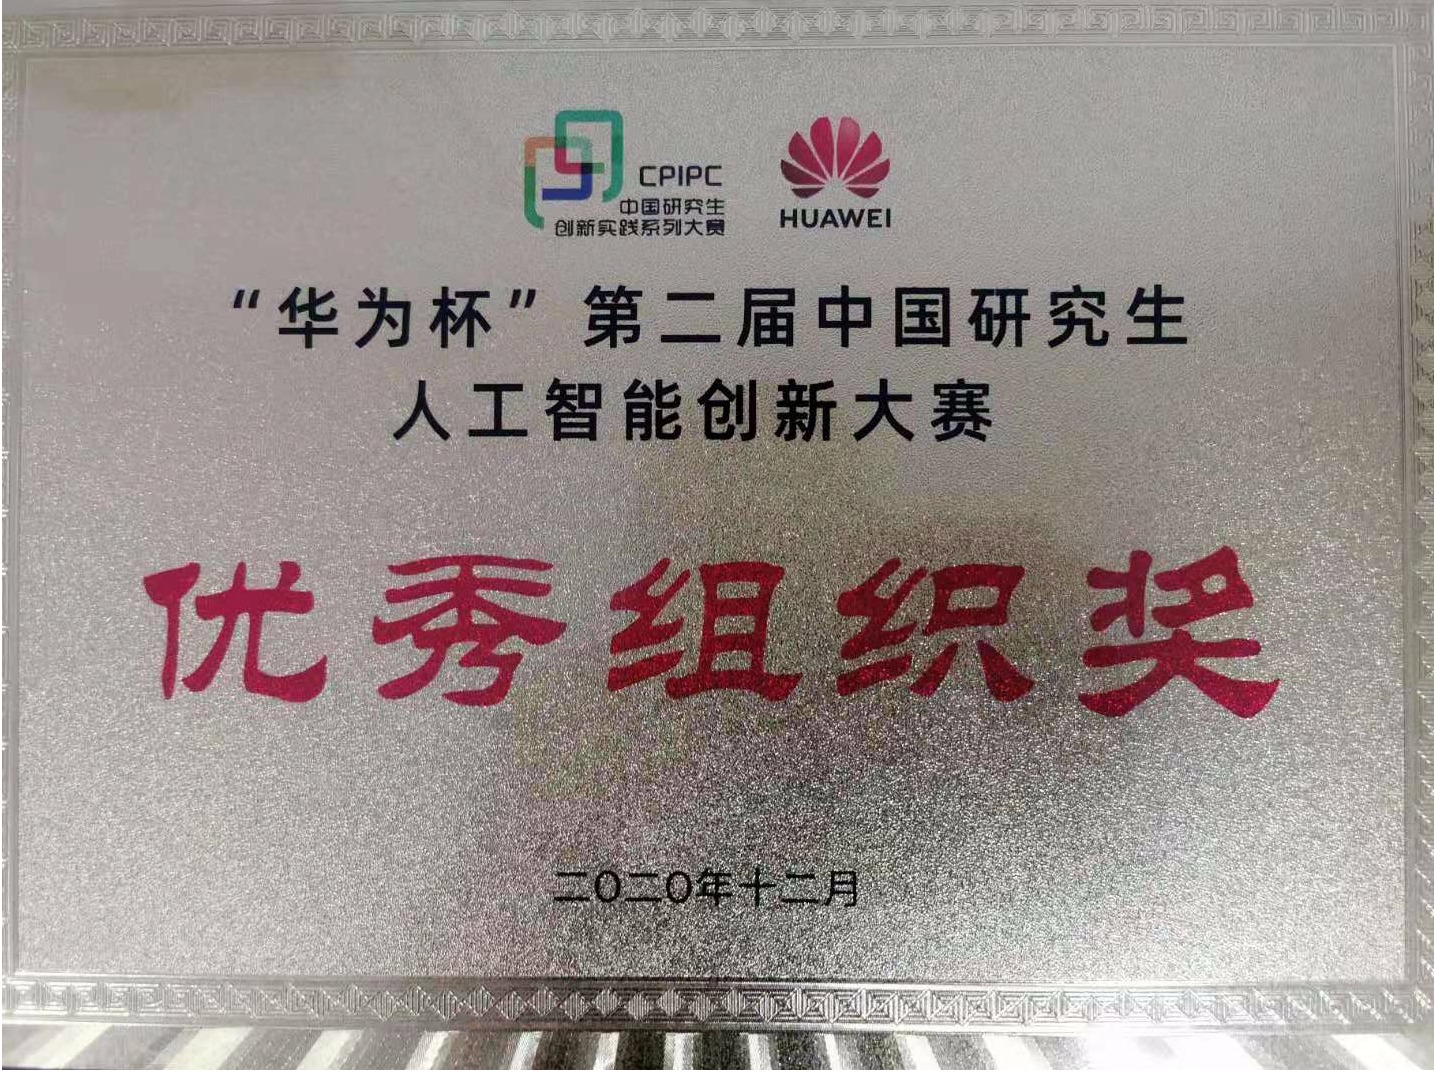 CPIPC
中国研究生
创新实践系列大赛
HUAWEI
“华为杯”第二届中国研究生
人工智能创新大赛
优秀组织奖
二〇二〇年十二月